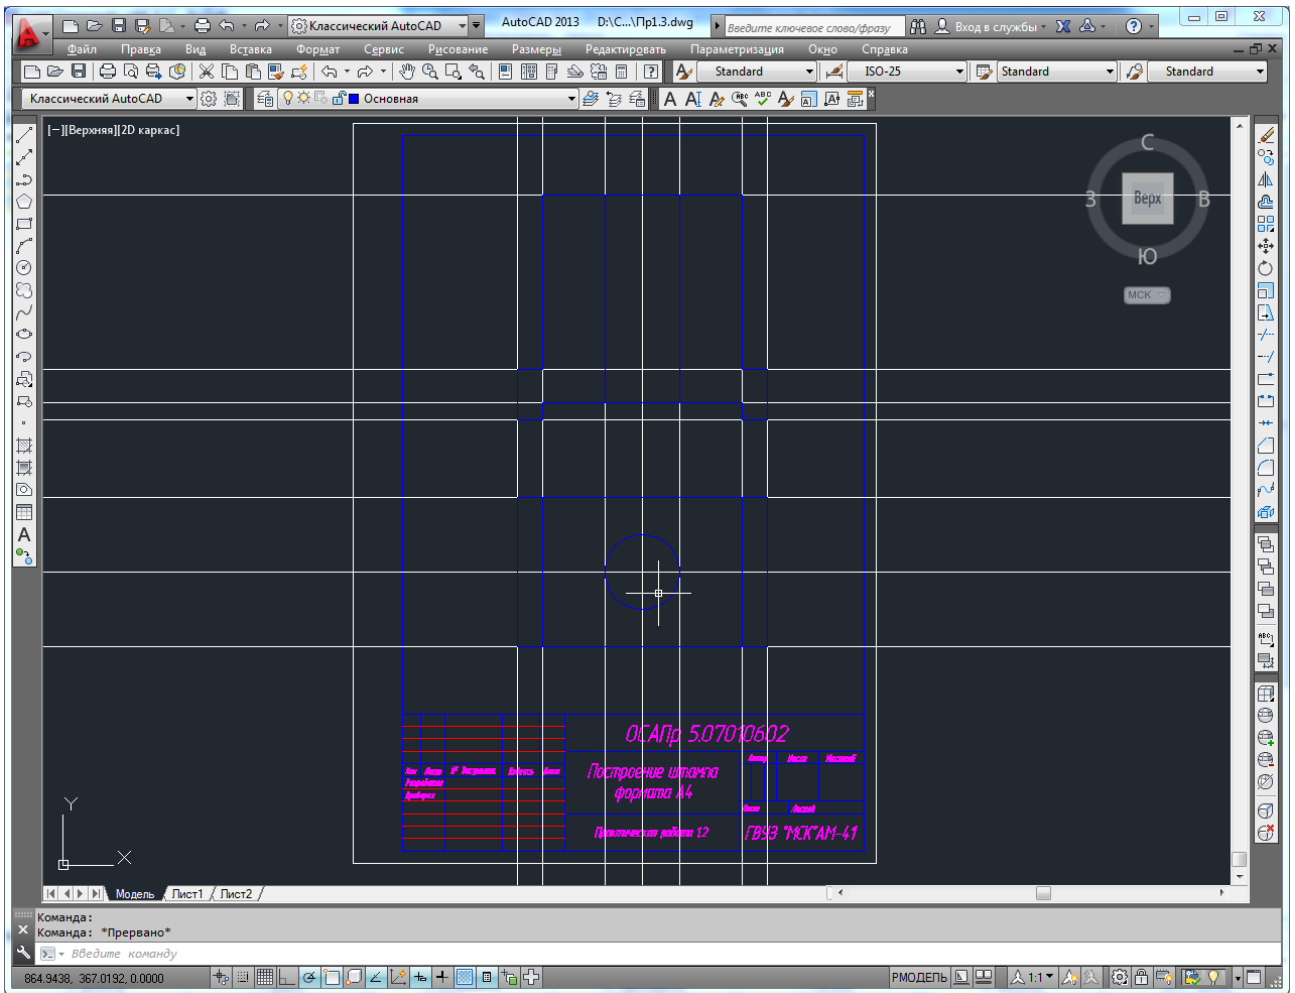 Классический AutoCAD
AutoCAD 2013 D:\С...\Пр1.3.dwg
Введите ключевое слово/фразу
Вход в службы
Файл Правка Вид Вставка Формат Сервис Рисование Размеры Редактировать Параметризация Окно Справка
Standard ISO-25 Standard Standard
Классический AutoCAD Основная
[−][Верхняя][2D каркас]
С
З Верх В
Ю
МСК
ОСАПр 5.07010602
Построение штампа
формата А4
Практическая работа 1.2
ГВУЗ "МСК"АМ-41
Y
X
Модель Лист1 Лист2
Команда:
Команда: *Прервано*
Введите команду
864.9438, 367.0192, 0.0000 РМОДЕЛЬ 1:1